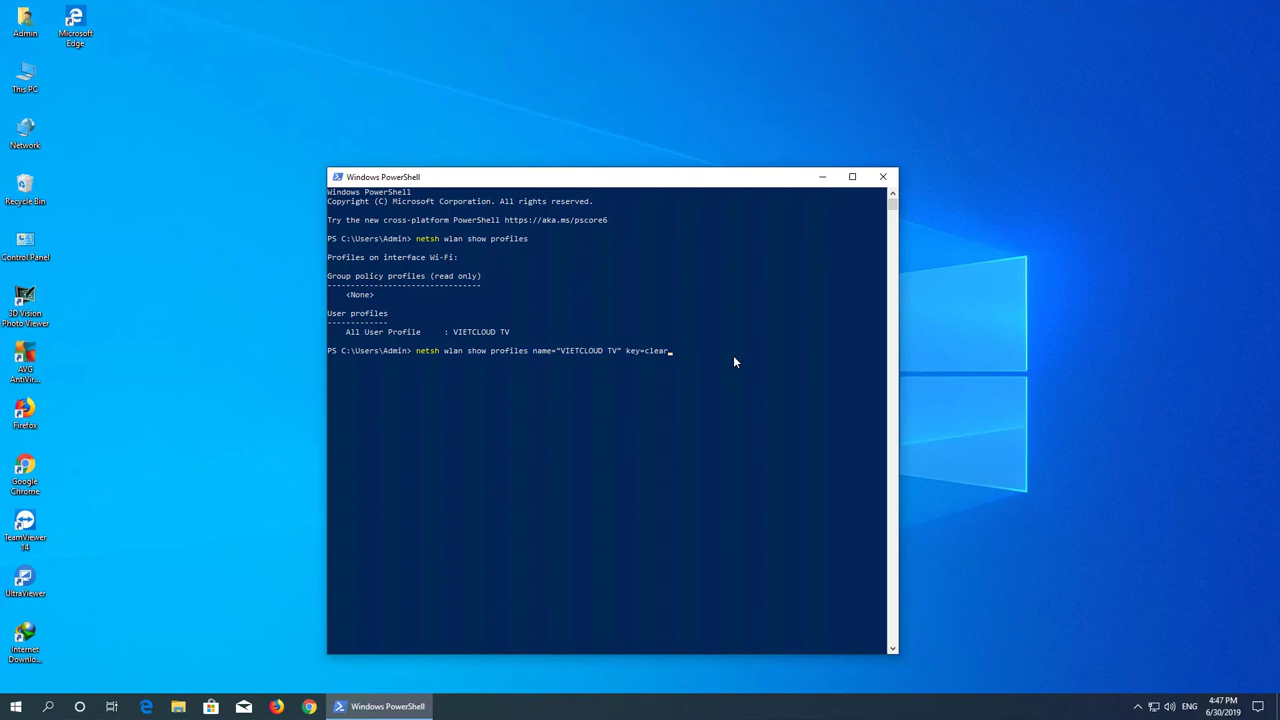 Admin
Microsoft
Edge
This PC
Network
Recycle Bin
Control Panel
3D Vision
Photo Viewer
AVG
AntiVir...
Firefox
Google
Chrome
TeamViewer
14
UltraViewer
Internet
Downlo...
Windows PowerShell
Windows PowerShell
Copyright (C) Microsoft Corporation. All rights reserved.
Try the new cross-platform PowerShell https://aka.ms/pscore6
PS C:\Users\Admin> netsh wlan show profiles
Profiles on interface Wi-Fi:
Group policy profiles (read only)
---------------------------------
<None>
User profiles
-------------
All User Profile     : VIETCLOUD TV
PS C:\Users\Admin> netsh wlan show profiles name="VIETCLOUD TV" key=clear_
Windows PowerShell
ENG
4:47 PM
6/30/2019